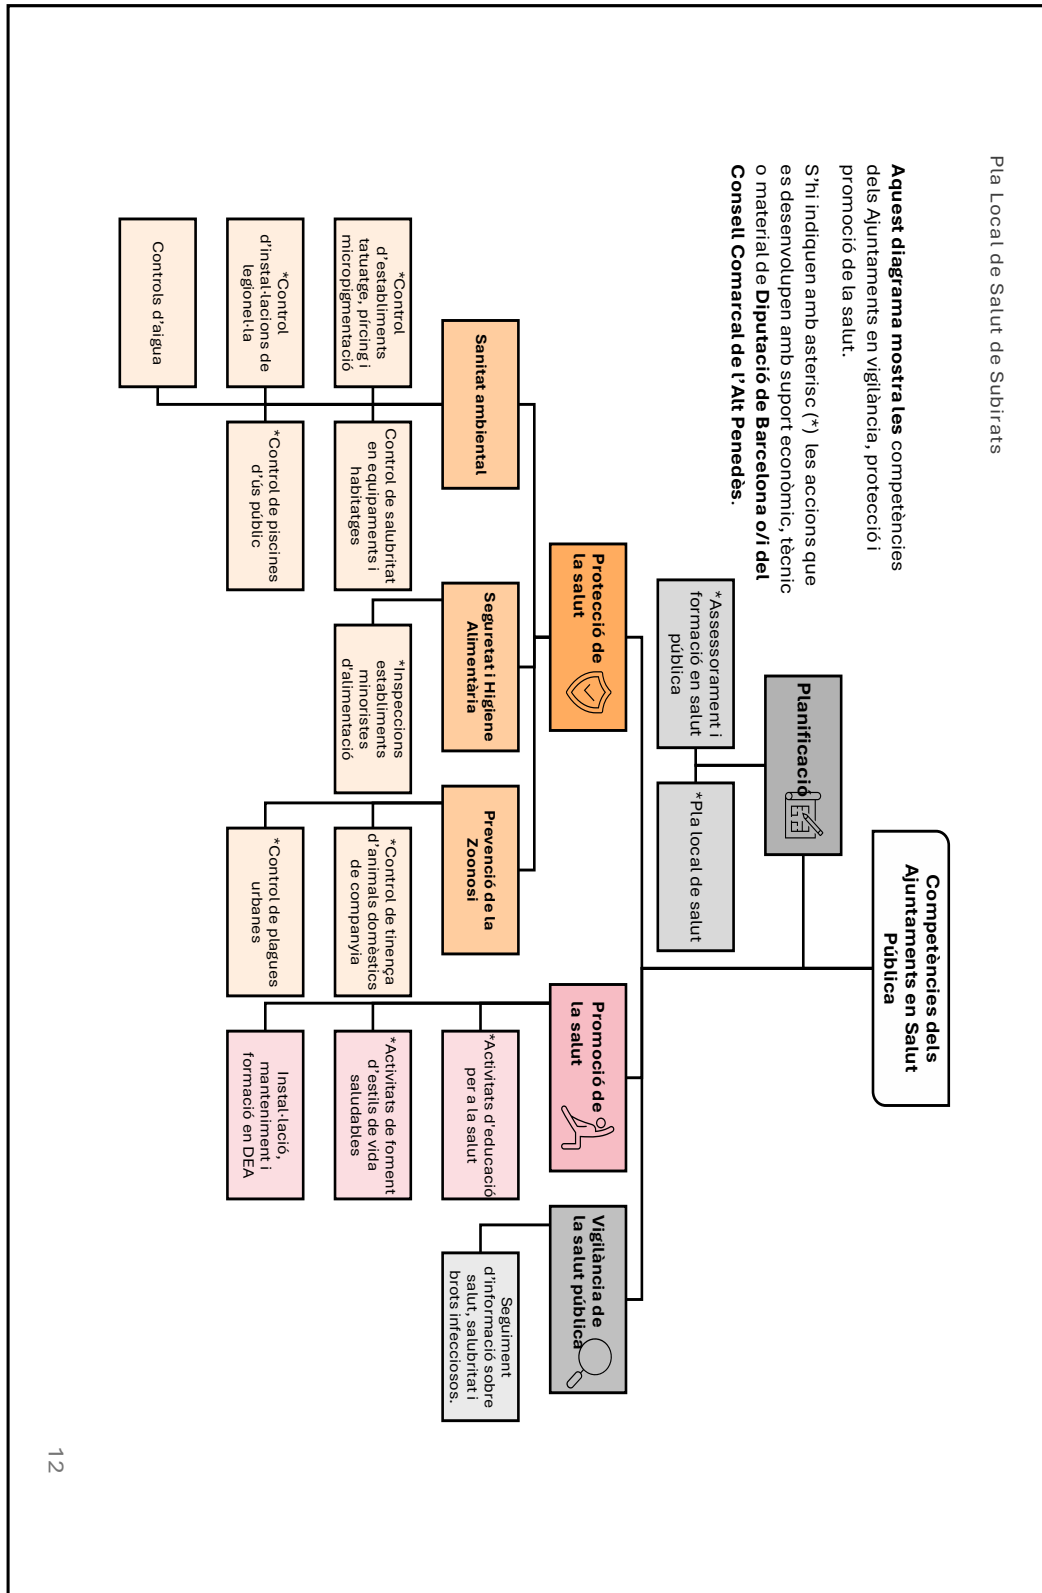 Pla Local de Salut de Subirats
Aquest diagrama mostra les competències
dels Ajuntaments en vigilància, protecció i
promoció de la salut.
S'hi indiquen amb asterisc (*) les accions que
es desenvolupen amb suport econòmic, tècnic
o material de Diputació de Barcelona o/i del
Consell Comarcal de l'Alt Penedès.
Competències dels
Ajuntaments en Salut
Pública
Planificació
*Assessorament i
formació en salut
pública
*Pla local de salut
Protecció de
la salut
Promoció de
la salut
Vigilància de
la salut pública
Sanitat ambiental
Seguretat i Higiene
Alimentària
Prevenció de la
Zoonosi
*Control
d'establiments
tatuatge, pírcing i
micropigmentació
Control de salubritat
en equipaments i
habitatges
*Control
d'instal·lacions de
legionel·la
*Control de piscines
d'ús públic
Controls d'aigua
*Inspeccions
establiments
minoristes
d'alimentació
*Control de tinença
d'animals domèstics
de companyia
*Control de plagues
urbanes
*Activitats d'educació
per a la salut
*Activitats de foment
d'estils de vida
saludables
Instal·lació,
manteniment i
formació en DEA
Seguiment
d'informació sobre
salut, salubritat i
brots infecciosos.
12